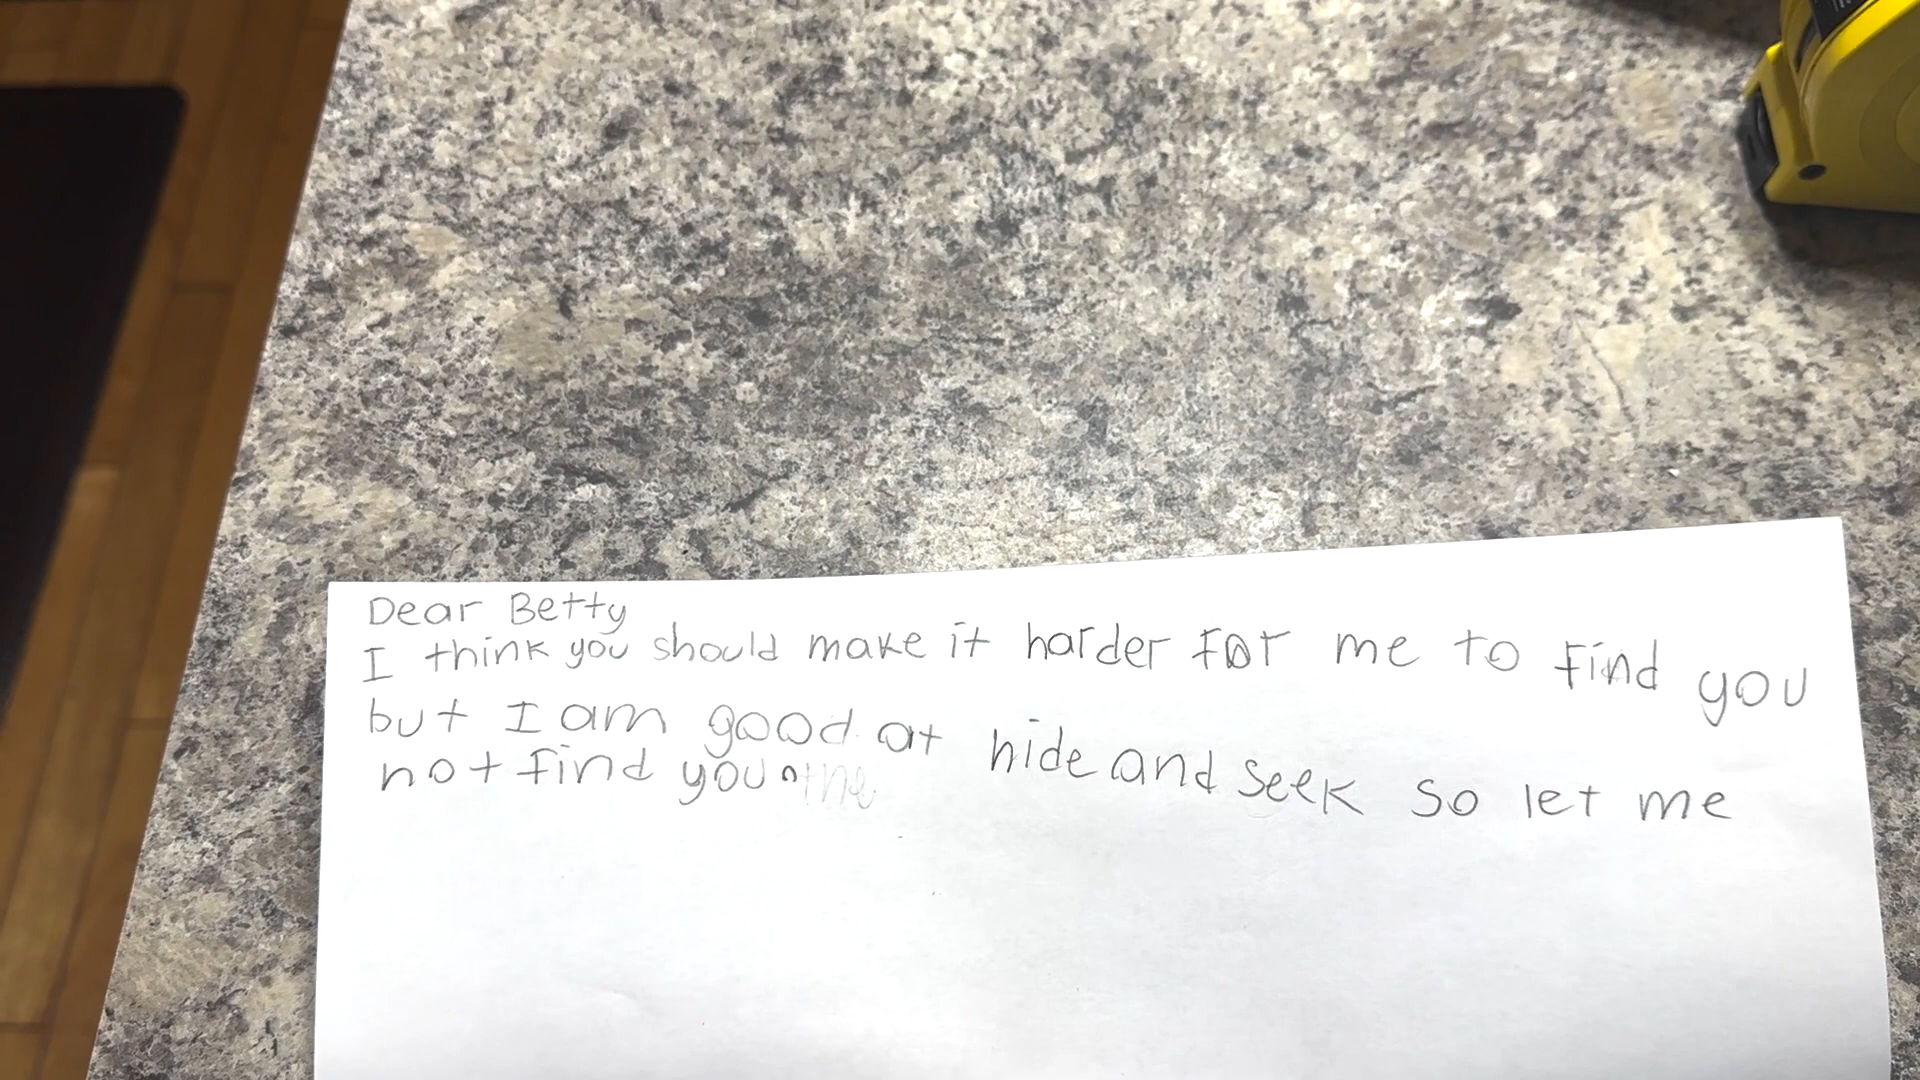 Dear Betty
I think you should make it harder for me to find you
but I am good at hide and seek so let me
not find you